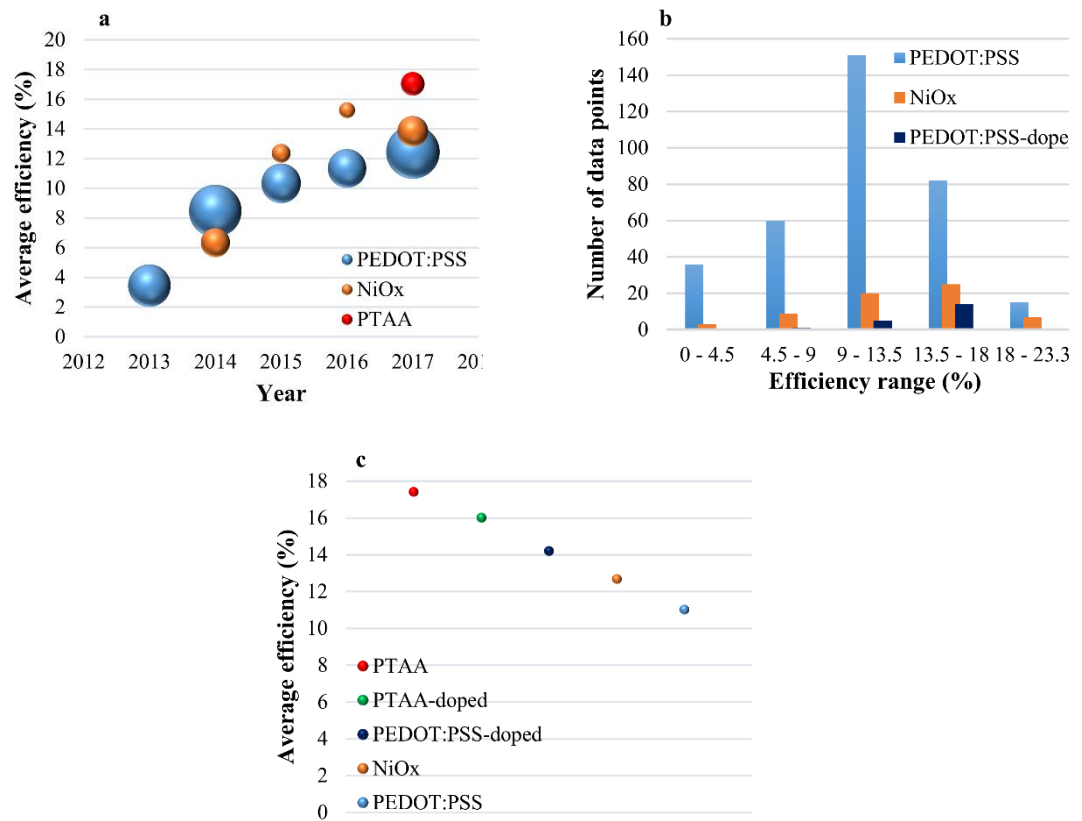 a
20
18
16
14
12
10
8
6
4
2
0
Average efficiency (%)
PEDOT:PSS
NiOx
PTAA
2012 2013 2014 2015 2016 2017 201
Year
b
160
140
120
100
80
60
40
20
0
Number of data points
PEDOT:PSS
NiOx
PEDOT:PSS-dope
0 - 4.5 4.5 - 9 9 - 13.5 13.5 - 18 18 - 23.3
Efficiency range (%)
c
18
16
14
12
10
8
6
4
2
0
Average efficiency (%)
PTAA
PTAA-doped
PEDOT:PSS-doped
NiOx
PEDOT:PSS